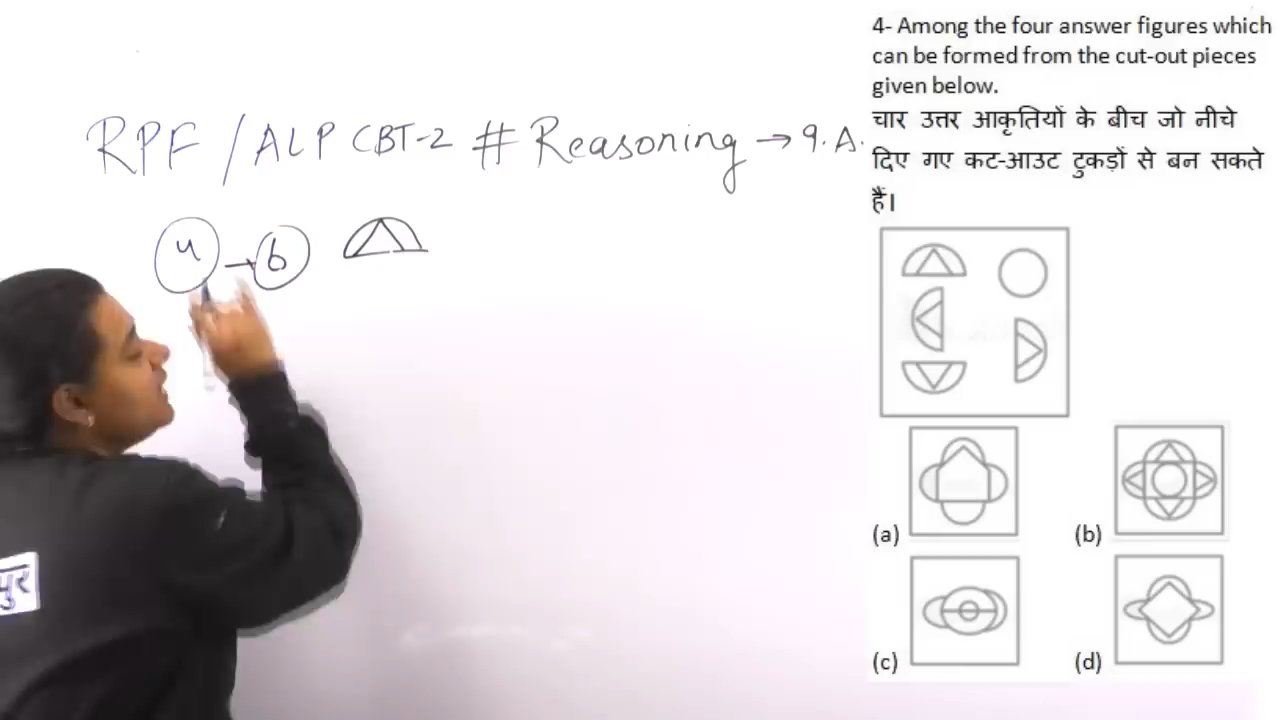 RPF / ALP CBT-2 # Reasoning → 9. A.
4 → b
4- Among the four answer figures which
can be formed from the cut-out pieces
given below.
चार उत्तर आकृतियों के बीच जो नीचे
दिए गए कट-आउट टुकड़ों से बन सकते
हैं।
(a)
(b)
(c)
(d)